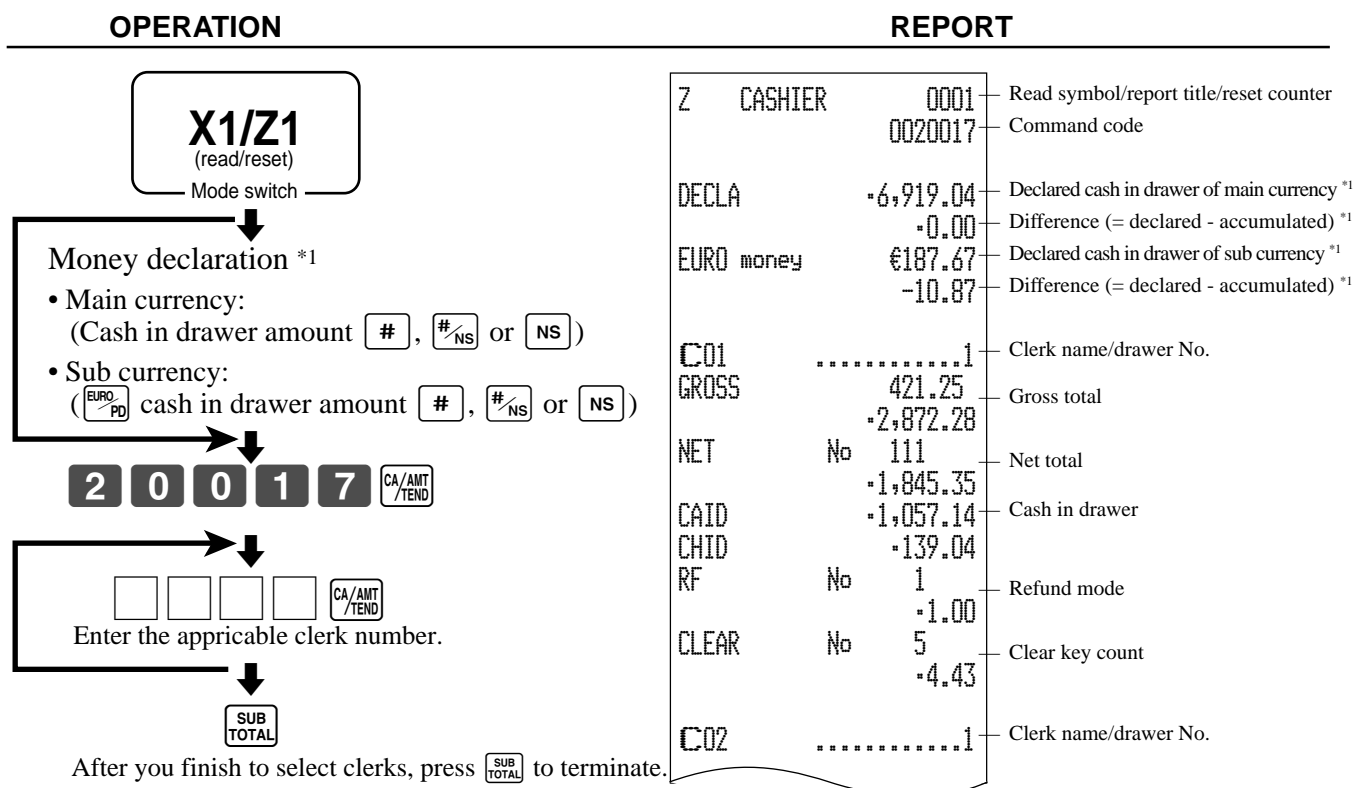 OPERATION
REPORT
X1/Z1
(read/reset)
Mode switch
Money declaration *1
• Main currency:
(Cash in drawer amount #, #/NS or NS)
• Sub currency:
(EURO/PD cash in drawer amount #, #/NS or NS)
2 0 0 1 7 CA/AMT/TEND
CA/AMT/TEND
Enter the appricable clerk number.
SUB TOTAL
After you finish to select clerks, press SUB TOTAL to terminate.
Z CASHIER 0001 Read symbol/report title/reset counter
0020017 Command code
DECLA •6,919.04 Declared cash in drawer of main currency *1
•0.00 Difference (= declared - accumulated) *1
EURO money €187.67 Declared cash in drawer of sub currency *1
-10.87 Difference (= declared - accumulated) *1
C01 ............1 Clerk name/drawer No.
GROSS 421.25 Gross total
•2,872.28
NET No 111 Net total
•1,845.35
CAID •1,057.14 Cash in drawer
CHID •139.04
RF No 1 Refund mode
•1.00
CLEAR No 5 Clear key count
•4.43
C02 ............1 Clerk name/drawer No.